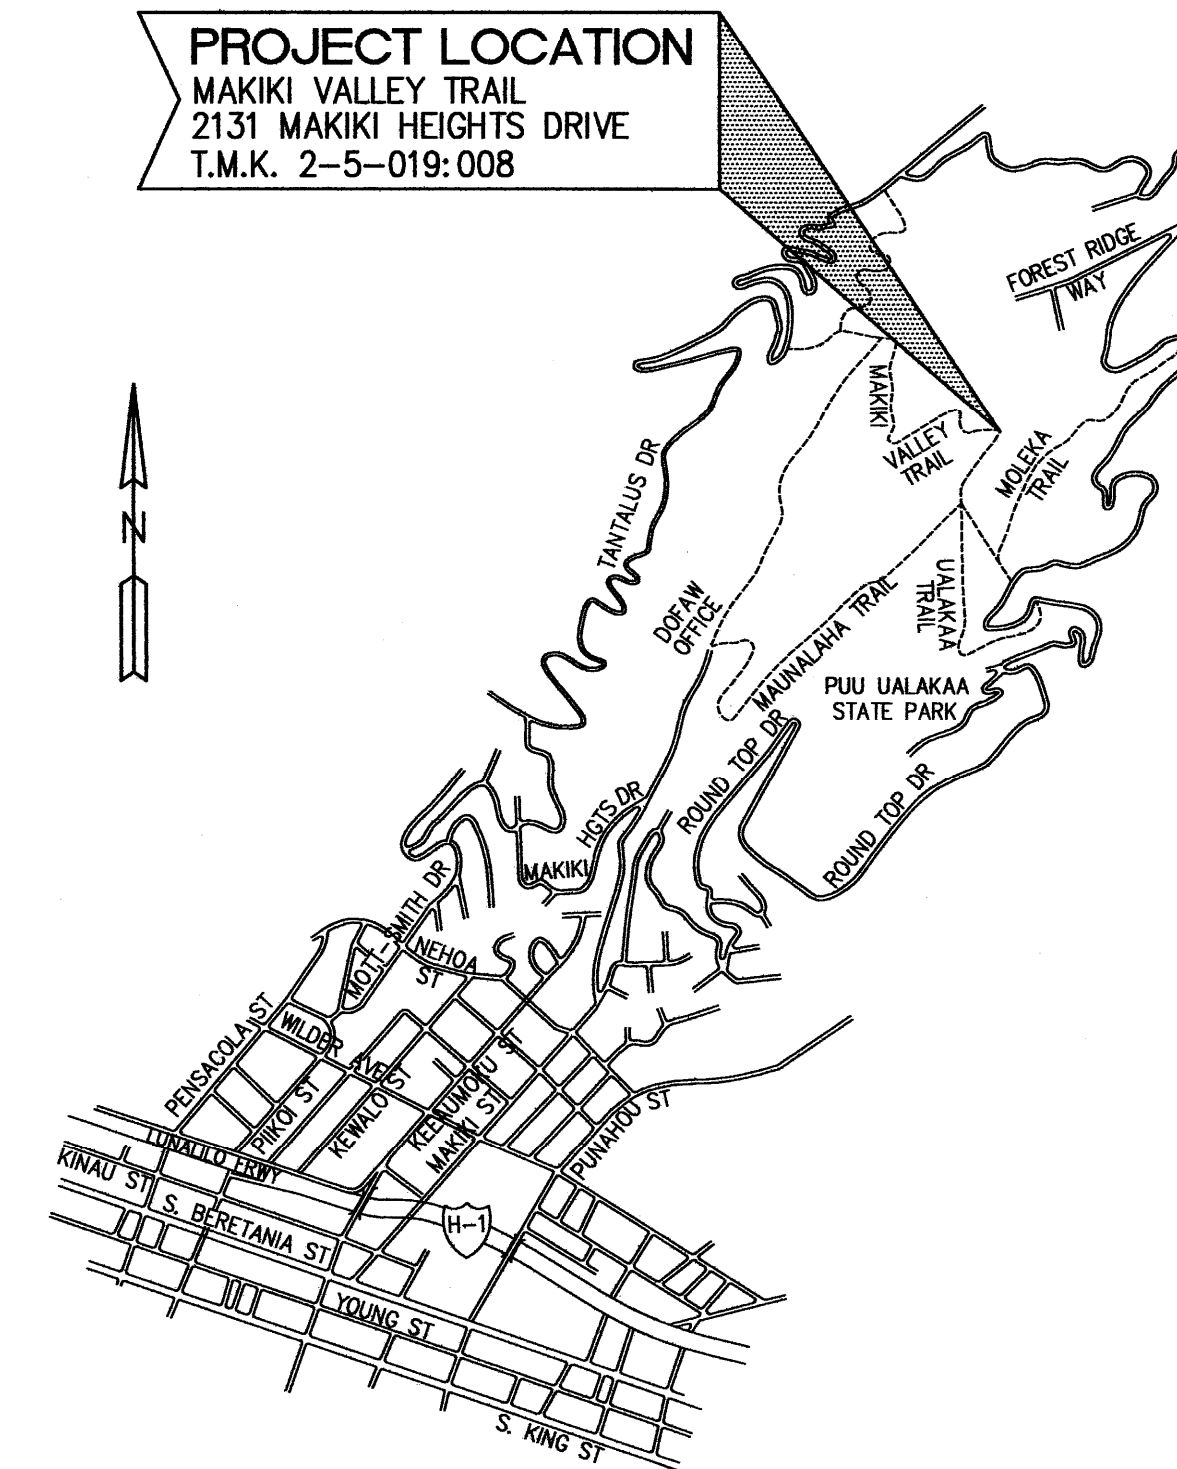 PROJECT LOCATION
MAKIKI VALLEY TRAIL
2131 MAKIKI HEIGHTS DRIVE
T.M.K. 2-5-019:008
FOREST RIDGE
WAY
MAKIKI
VALLEY
TRAIL
MOLEKA
TRAIL
TANTALUS DR
N
DOFAW
OFFICE
MAUNALAHA TRAIL
UALAKAA
TRAIL
PUU UALAKAA
STATE PARK
ROUND TOP DR
ROUND TOP DR
MAKIKI
HGTS DR
MOTT-SMITH DR
NEHOA
ST
PENSACOLA ST
WILDER AVE
PIIKOI ST
KEWALO ST
KEEAUMOKU ST
MAKIKI ST
PUNAHOU ST
LUNALILO FRWY
KINAU ST
S. BERETANIA ST
H-1
YOUNG ST
S. KING ST